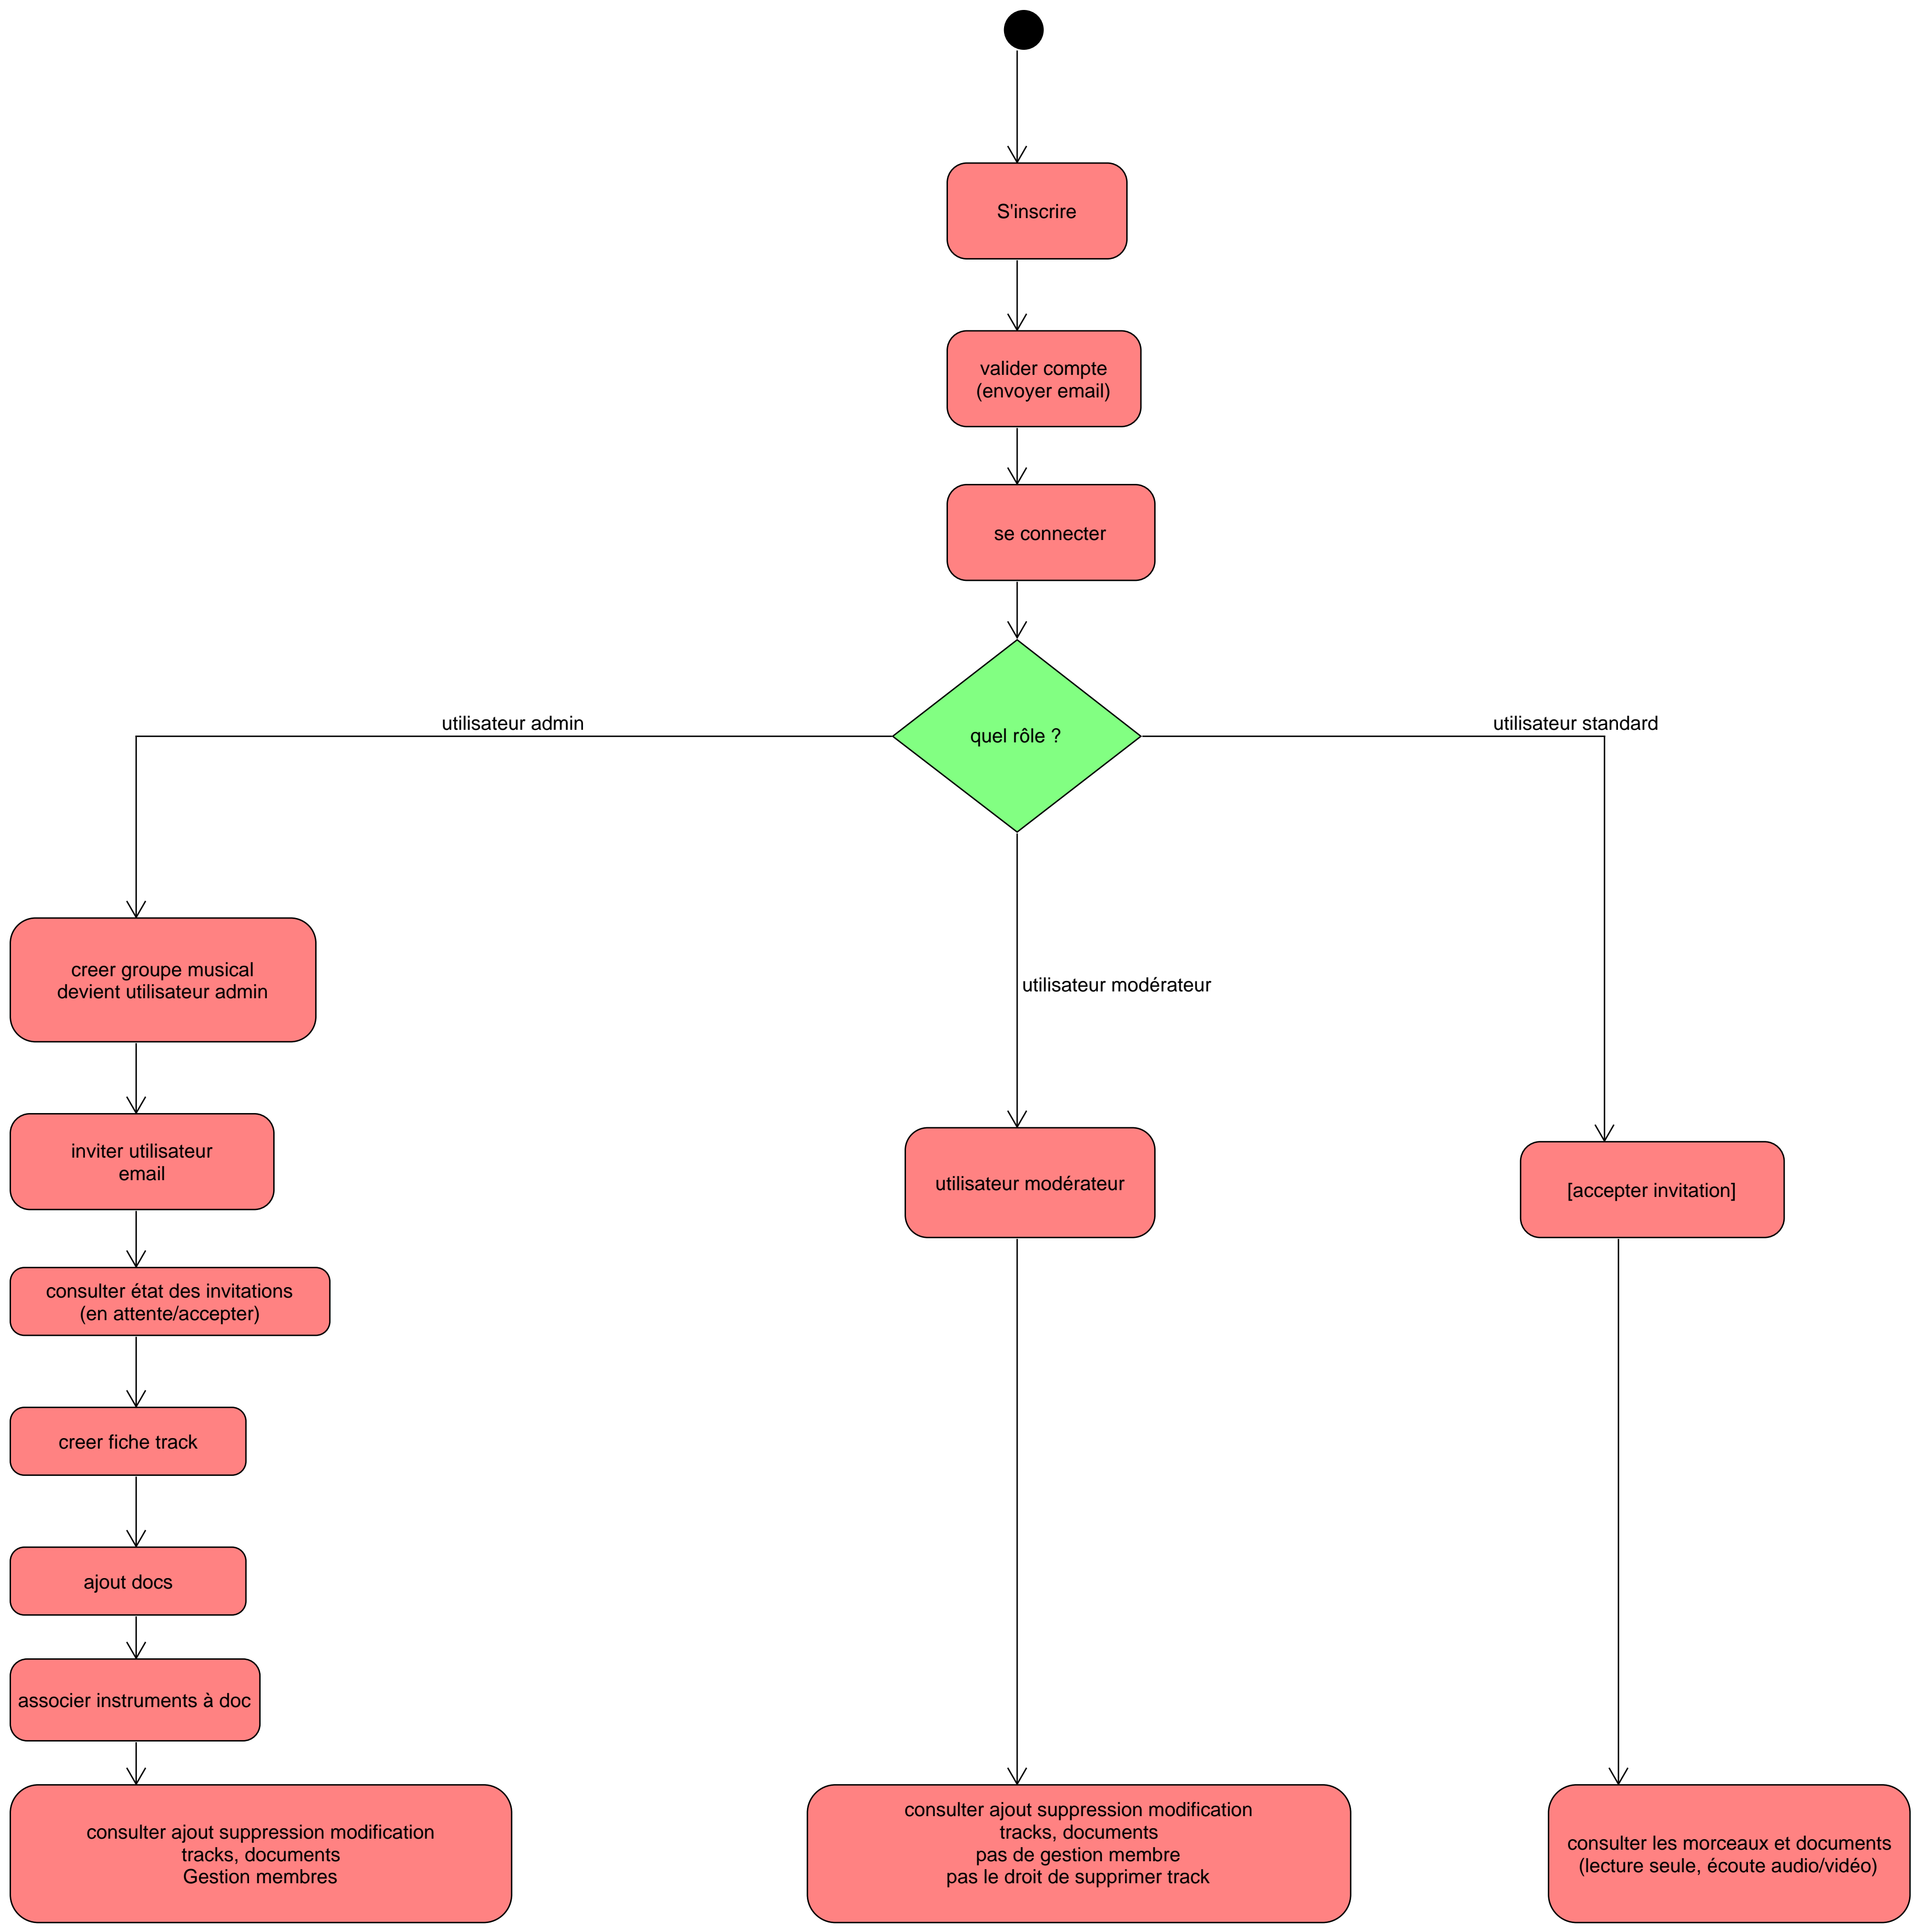 S'inscrire
valider compte
(envoyer email)
se connecter
quel rôle ?
utilisateur admin
utilisateur standard
creer groupe musical
devient utilisateur admin
utilisateur modérateur
inviter utilisateur
email
utilisateur modérateur
[accepter invitation]
consulter état des invitations
(en attente/accepter)
creer fiche track
ajout docs
associer instruments à doc
consulter ajout suppression modification
tracks, documents
Gestion membres
consulter ajout suppression modification
tracks, documents
pas de gestion membre
pas le droit de supprimer track
consulter les morceaux et documents
(lecture seule, écoute audio/vidéo)